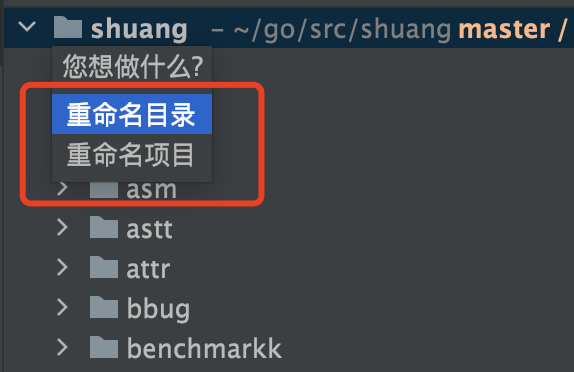 shuang – ~/go/src/shuang master /
您想做什么?
重命名目录
重命名项目
asm
astt
attr
bbug
benchmarkk